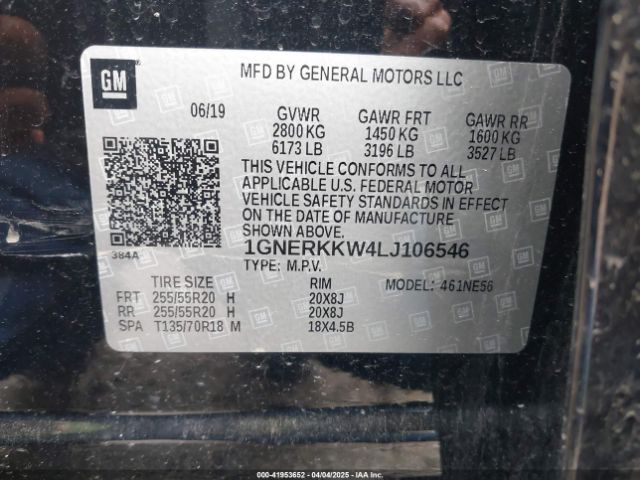 GM
MFD BY GENERAL MOTORS LLC
06/19 GVWR GAWR FRT GAWR RR
2800 KG 1450 KG 1600 KG
6173 LB 3196 LB 3527 LB
THIS VEHICLE CONFORMS TO ALL
APPLICABLE U.S. FEDERAL MOTOR
VEHICLE SAFETY STANDARDS IN EFFECT
ON THE DATE OF MANUFACTURE
SHOWN ABOVE.
384A 1GNERKKW4LJ106546
TYPE: M.P.V. MODEL: 461NE56
TIRE SIZE RIM
FRT 255/55R20 H 20X8J
RR 255/55R20 H 20X8J
SPA T135/70R18 M 18X4.5B
000-41953652 - 04/04/2025 - IAAI.COM